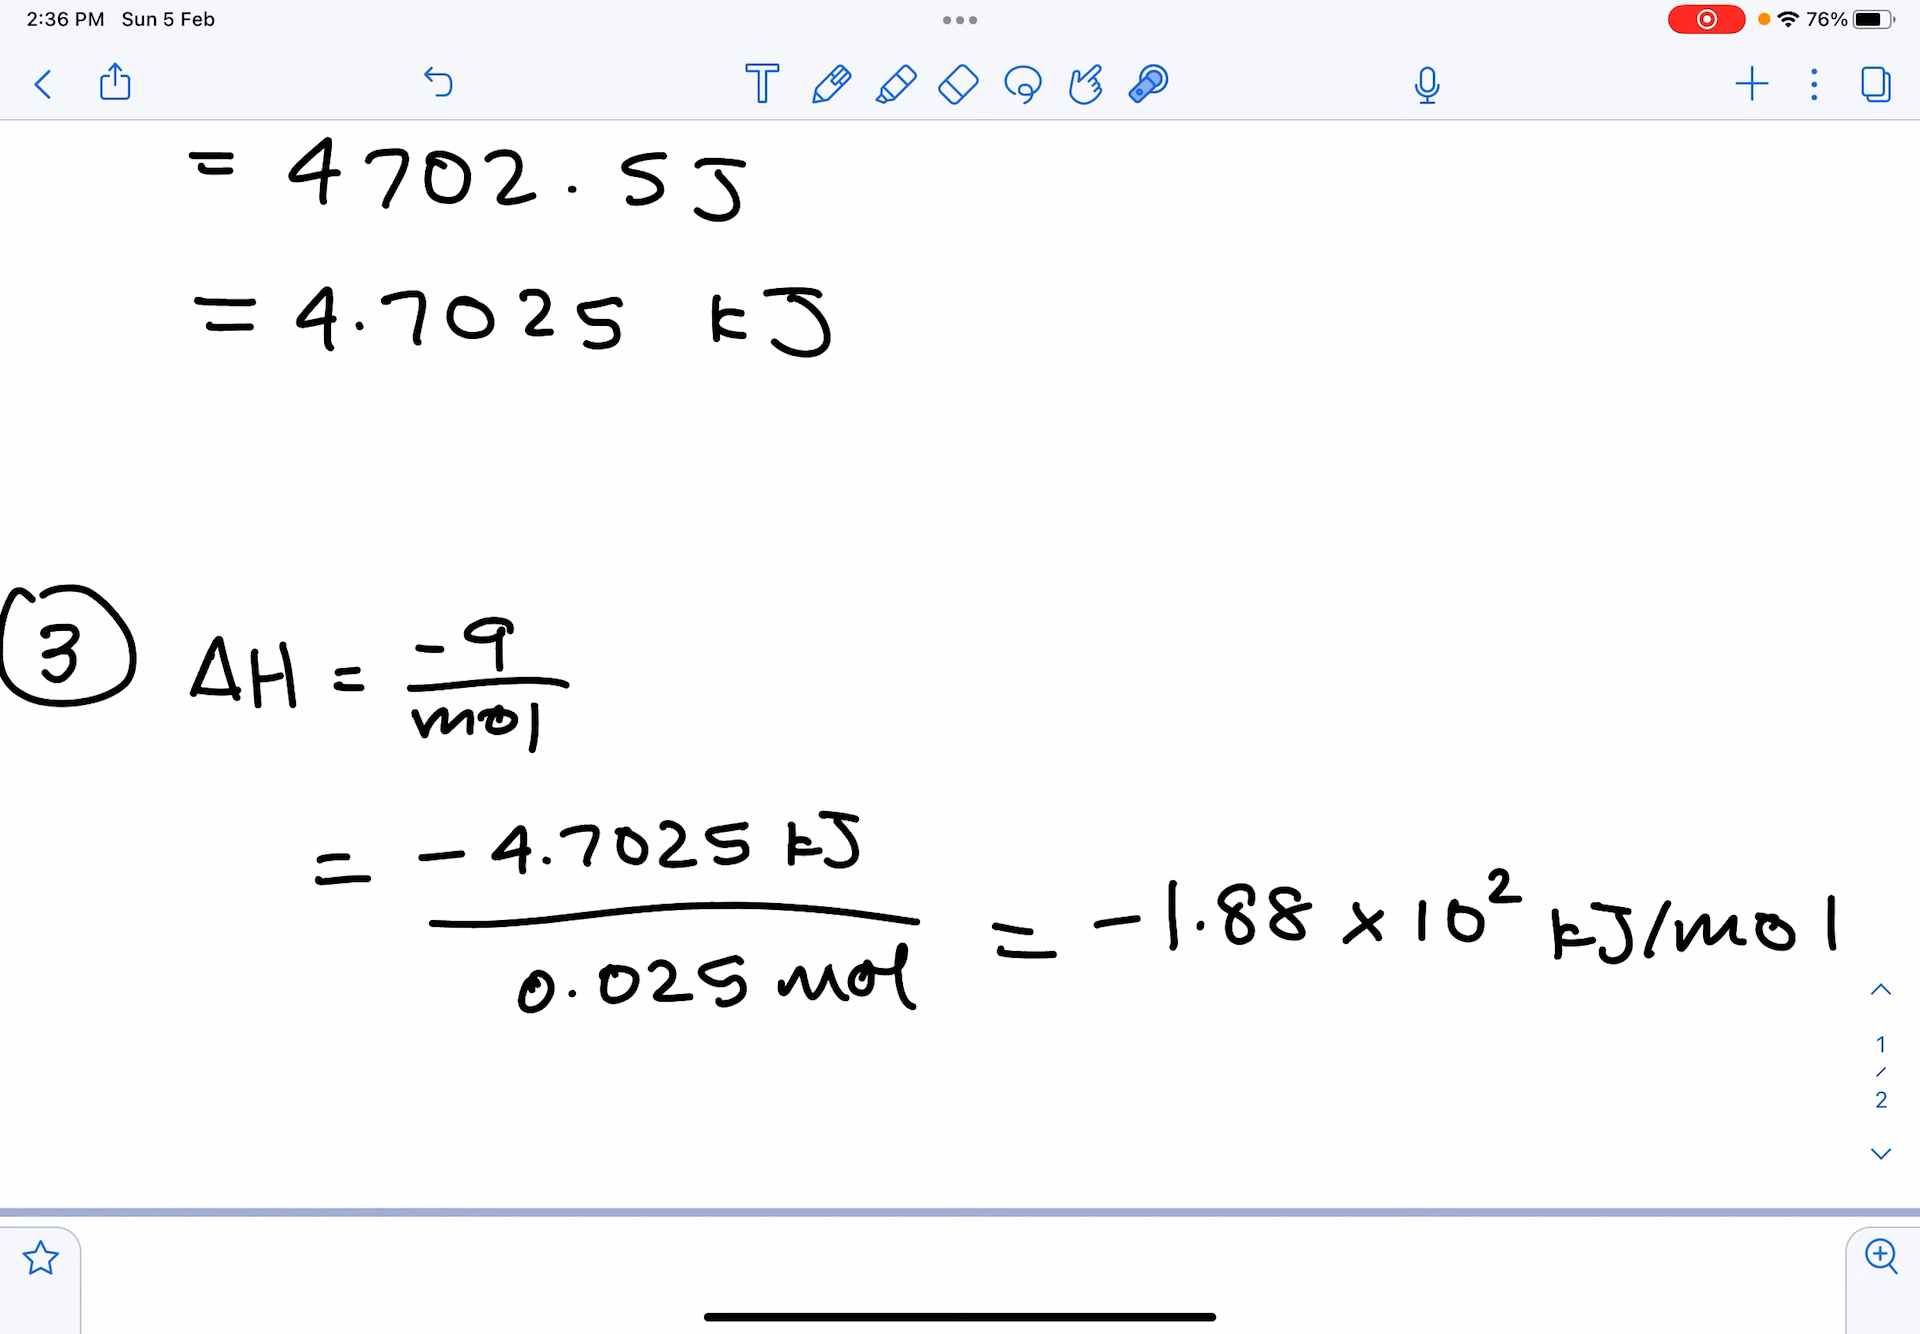 2:36 PM Sun 5 Feb
76%
= 4702.5J
= 4.7025 kJ
3 ΔH = -q / mol
= -4.7025 kJ / 0.025 mol = -1.88 x 10² kJ/mol
1
/
2